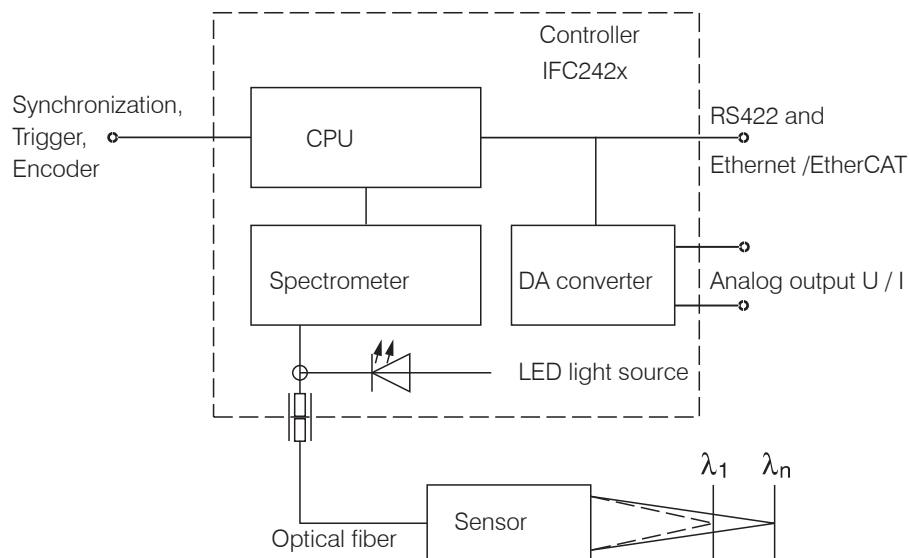 Controller
IFC242x
Synchronization,
Trigger,
Encoder
CPU
RS422 and
Ethernet /EtherCAT
Spectrometer
DA converter
Analog output U / I
LED light source
λ1
λn
Optical fiber
Sensor